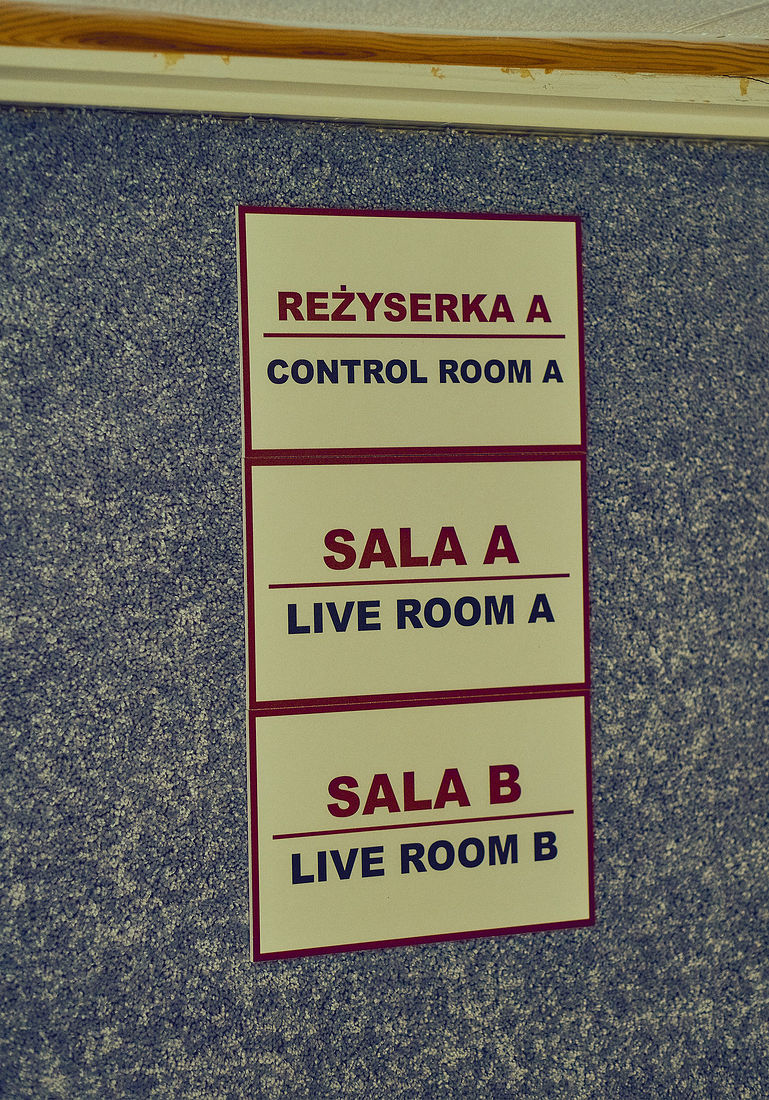 REŻYSERKA A
CONTROL ROOM A
SALA A
LIVE ROOM A
SALA B
LIVE ROOM B